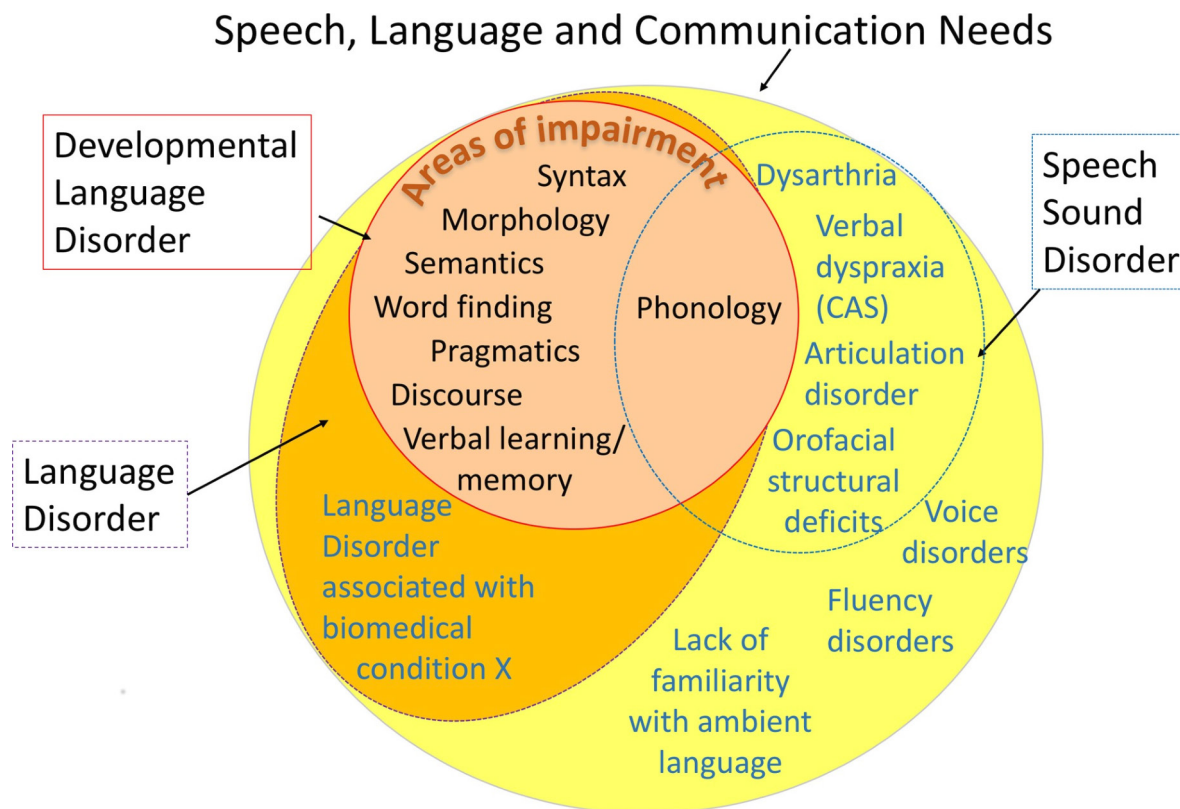 Speech, Language and Communication Needs
Developmental
Language
Disorder
Areas of impairment
Syntax
Morphology
Semantics
Word finding
Pragmatics
Discourse
Verbal learning/
memory
Phonology
Dysarthria
Verbal
dyspraxia
(CAS)
Articulation
disorder
Orofacial
structural
deficits
Speech
Sound
Disorder
Language
Disorder
Language
Disorder
associated with
biomedical
condition X
Voice
disorders
Fluency
disorders
Lack of
familiarity
with ambient
language